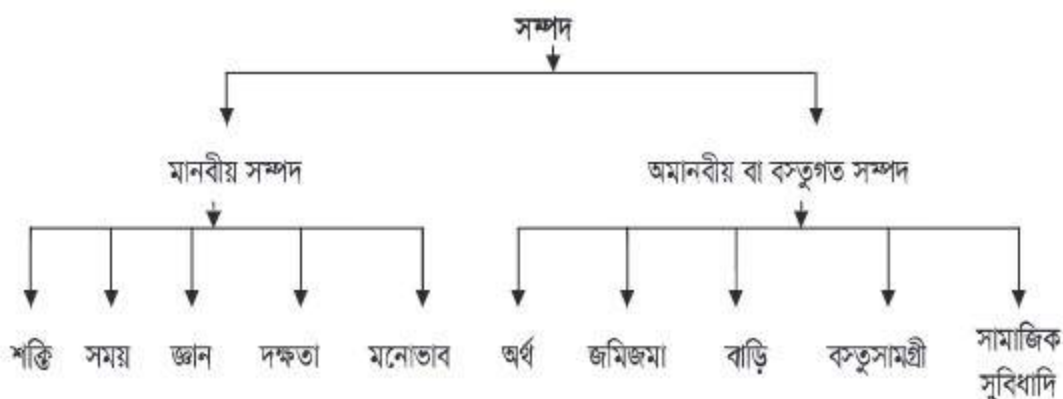 সম্পদ
মানবীয় সম্পদ অমানবীয় বা বস্তুগত সম্পদ
শক্তি সময় জ্ঞান দক্ষতা মনোভাব অর্থ জমিজমা বাড়ি বস্তুসামগ্রী সামাজিক
সুবিধাদি